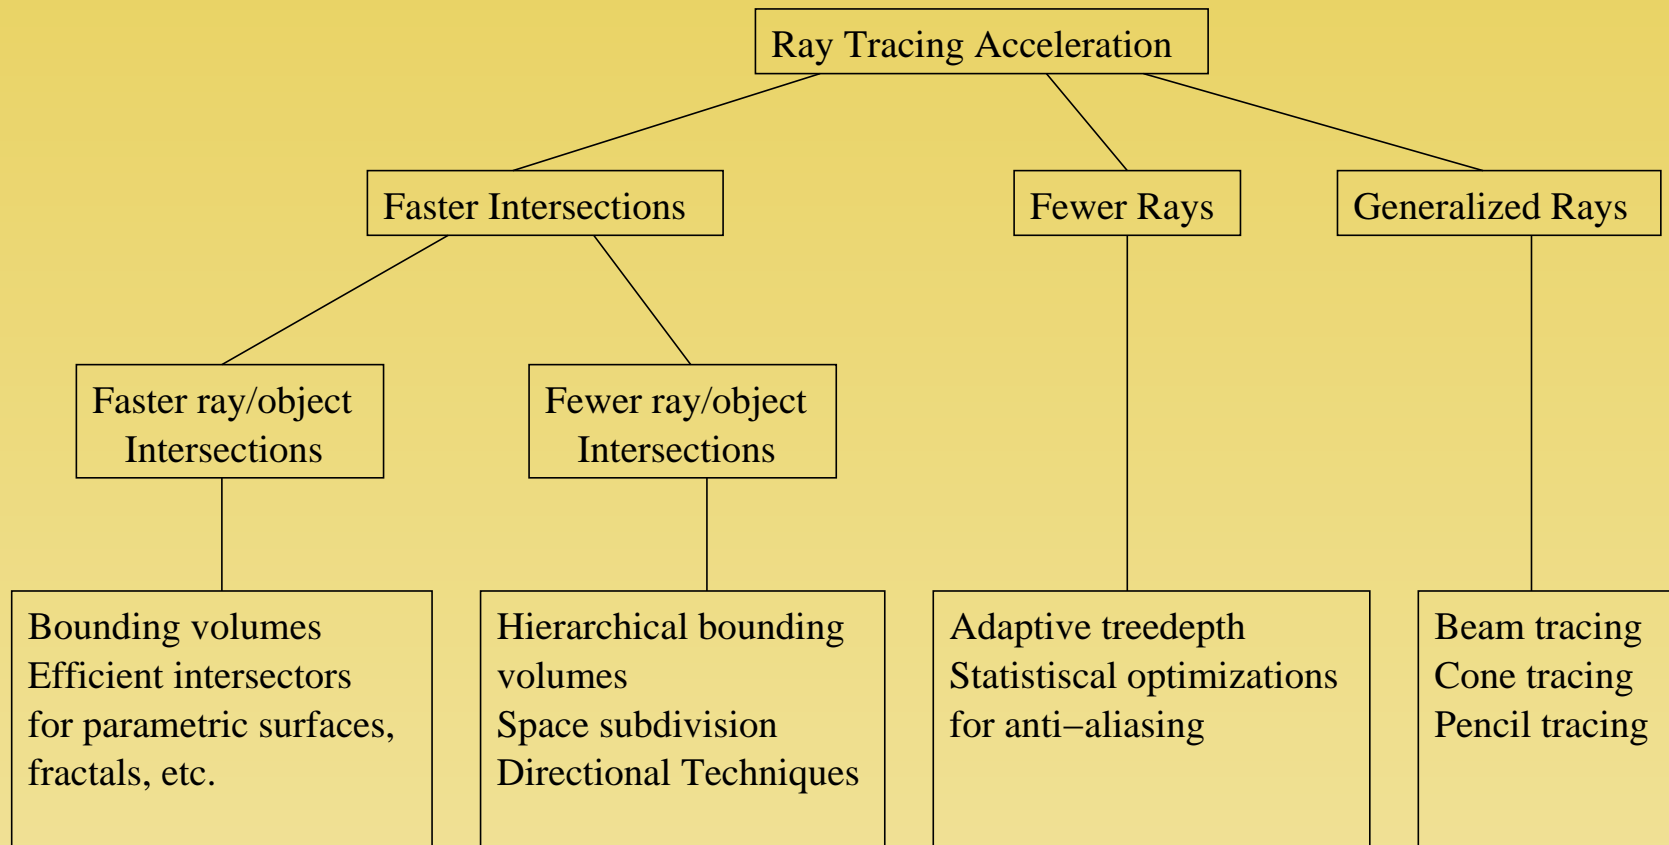 Ray Tracing Acceleration
Faster Intersections
Fewer Rays
Generalized Rays
Faster ray/object
Intersections
Fewer ray/object
Intersections
Bounding volumes
Efficient intersectors
for parametric surfaces,
fractals, etc.
Hierarchical bounding
volumes
Space subdivision
Directional Techniques
Adaptive treedepth
Statistiscal optimizations
for anti−aliasing
Beam tracing
Cone tracing
Pencil tracing